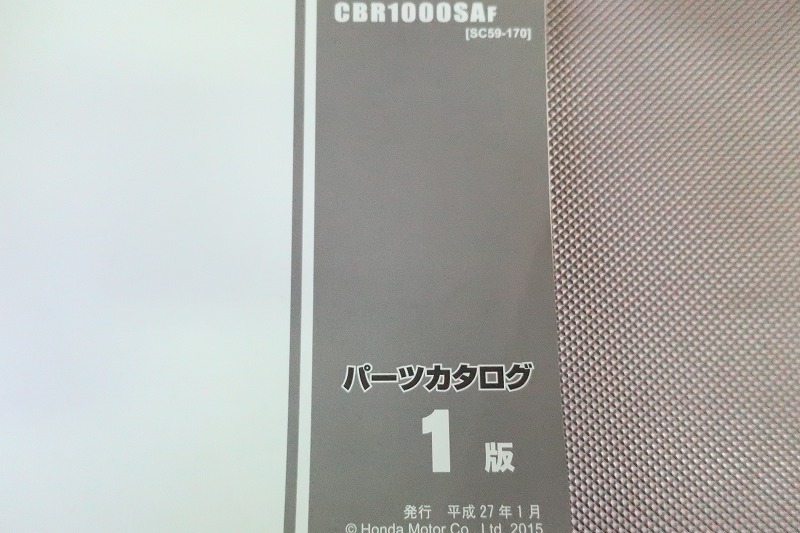 CBR1000SAF
[SC59-170]
パーツカタログ
1版
発行 平成27年1月
© Honda Motor Co., Ltd. 2015